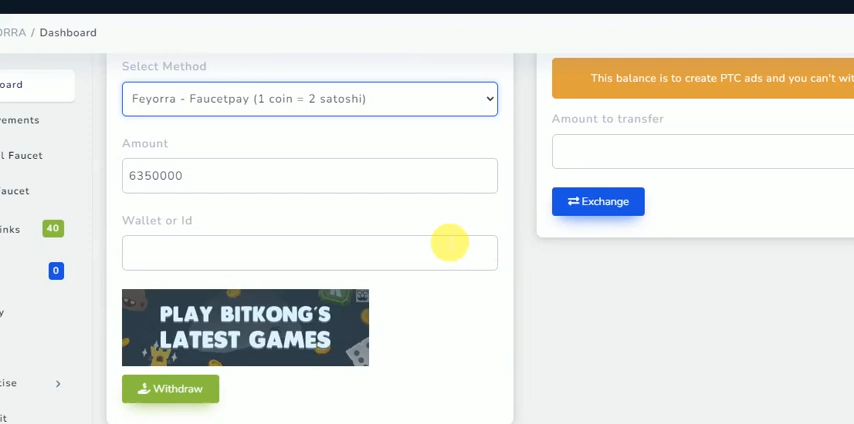 ORRA / Dashboard
oard
ements
l Faucet
aucet
inks
40
0
y
ise
it
Select Method
Feyorra - Faucetpay (1 coin = 2 satoshi)
Amount
6350000
Wallet or Id
PLAY BITKONG'S
LATEST GAMES
Withdraw
This balance is to create PTC ads and you can't wit
Amount to transfer
Exchange